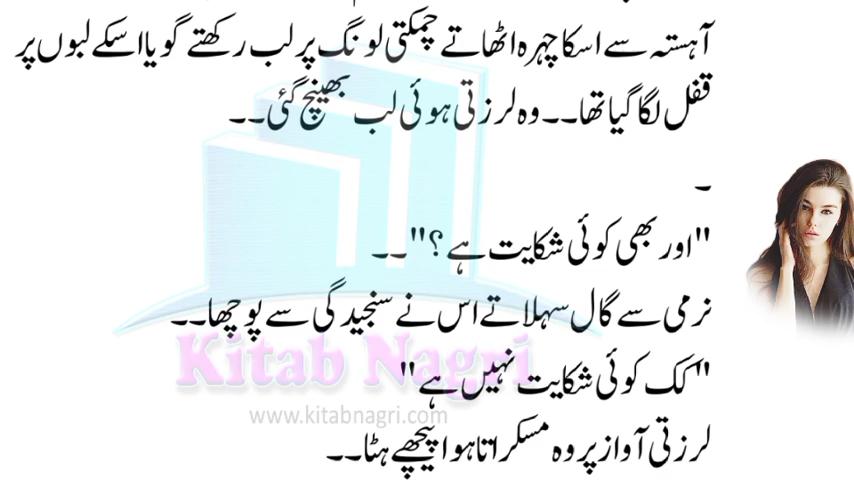 آہستہ سے اسکا چہرہ اٹھاتے چمکتی لونگ پر لب رکھتے گویا اسکے لبوں پر
قفل لگا گیا تھا۔۔ وہ لرزتی ہوئی لب بھینچ گئی۔۔
۔
"اور بھی کوئی شکایت ہے؟"۔۔
نرمی سے گال سہلاتے اس نے سنجیدگی سے پوچھا۔۔
Kitab Nagri
"کک کوئی شکایت نہیں ہے"
www.kitabnagri.com
لرزتی آواز پر وہ مسکراتا ہوا پیچھے ہٹا۔۔